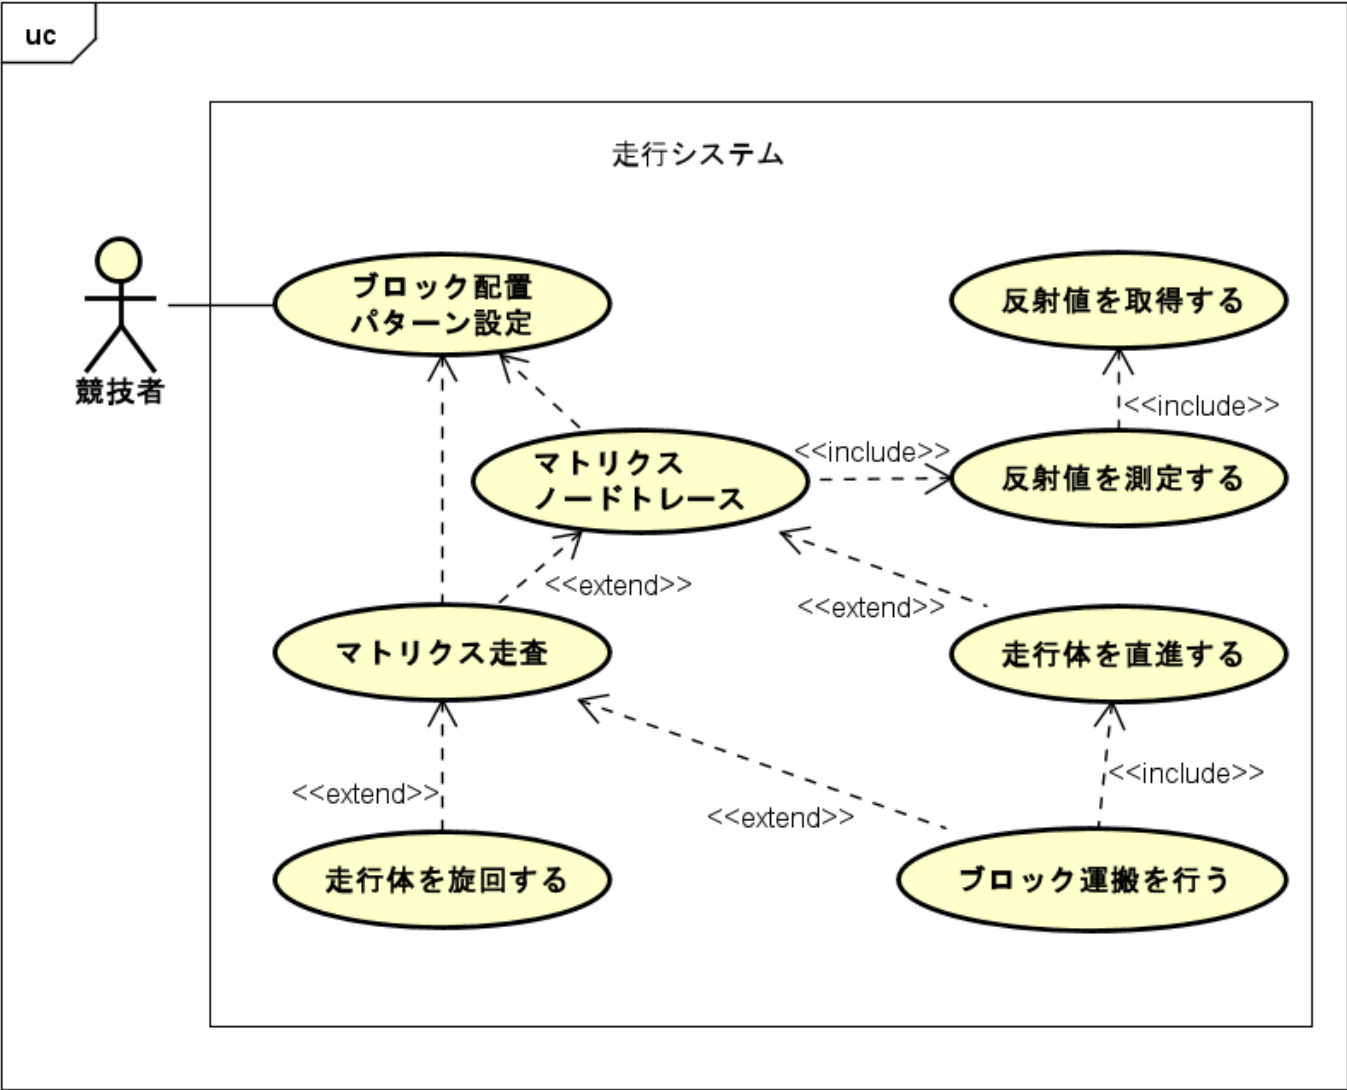 uc
走行システム
ブロック配置
パターン設定
反射値を取得する
競技者
<<include>>
マトリクス
ノードトレース
<<include>>
反射値を測定する
<<extend>>
<<extend>>
マトリクス走査
走行体を直進する
<<include>>
<<extend>>
<<extend>>
走行体を旋回する
ブロック運搬を行う